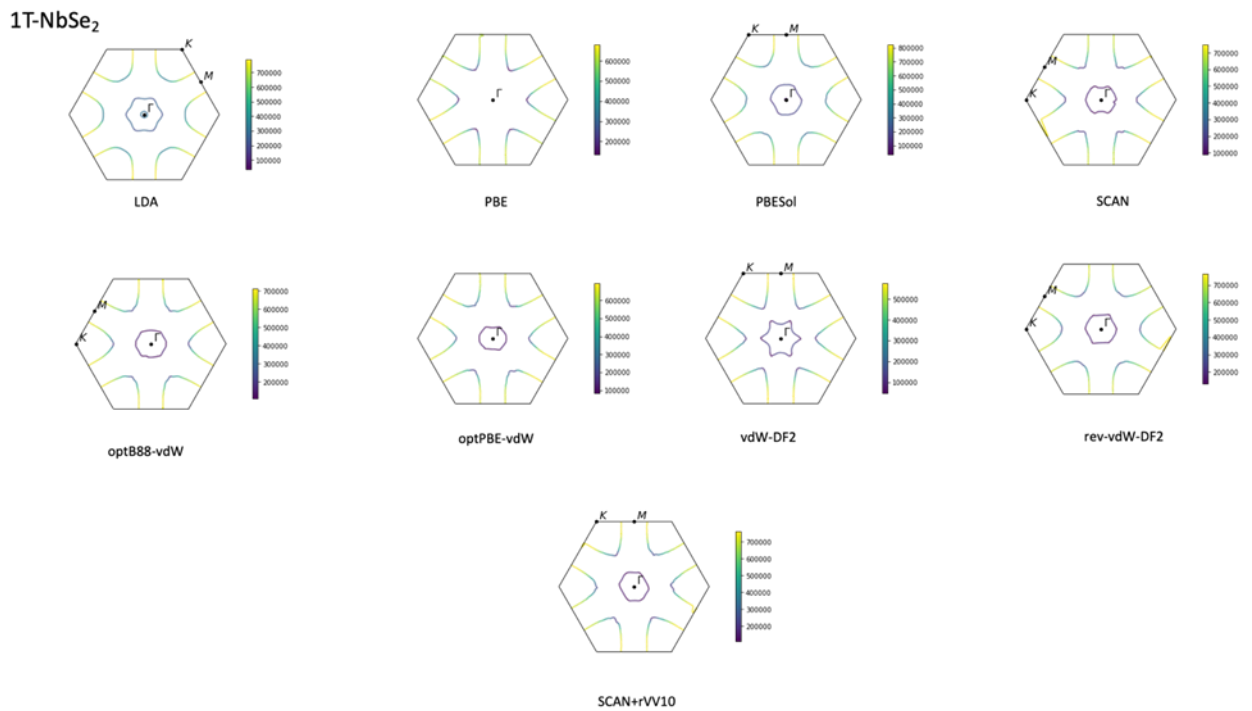 1T-NbSe₂
K
M
Γ
700000
600000
500000
400000
300000
200000
100000
LDA
Γ
600000
400000
200000
PBE
K
M
Γ
800000
700000
600000
500000
400000
300000
200000
100000
PBESol
M
K
Γ
700000
600000
500000
400000
300000
200000
100000
SCAN
M
K
Γ
700000
600000
500000
400000
300000
200000
optB88-vdW
Γ
600000
500000
400000
300000
200000
100000
optPBE-vdW
K
M
Γ
500000
400000
300000
200000
100000
vdW-DF2
M
K
Γ
700000
600000
500000
400000
300000
200000
rev-vdW-DF2
K
M
Γ
700000
600000
500000
400000
300000
200000
SCAN+rVV10